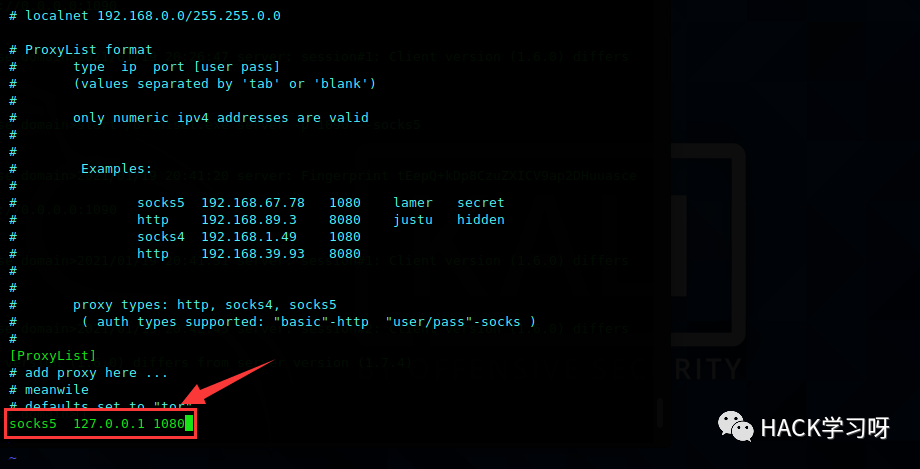 # localnet 192.168.0.0/255.255.0.0
# ProxyList format
#       type  ip  port [user pass]
#       (values separated by 'tab' or 'blank')
#
#       only numeric ipv4 addresses are valid
#
#
#        Examples:
#
#               socks5  192.168.67.78   1080    lamer   secret
#               http    192.168.89.3    8080    justu   hidden
#               socks4  192.168.1.49    1080
#               http    192.168.39.93   8080
#
#
#       proxy types: http, socks4, socks5
#        ( auth types supported: "basic"-http  "user/pass"-socks )
#
[ProxyList]
# add proxy here ...
# meanwile
# defaults set to "tor"
socks5  127.0.0.1 1080
~
HACK学习呀
RITY